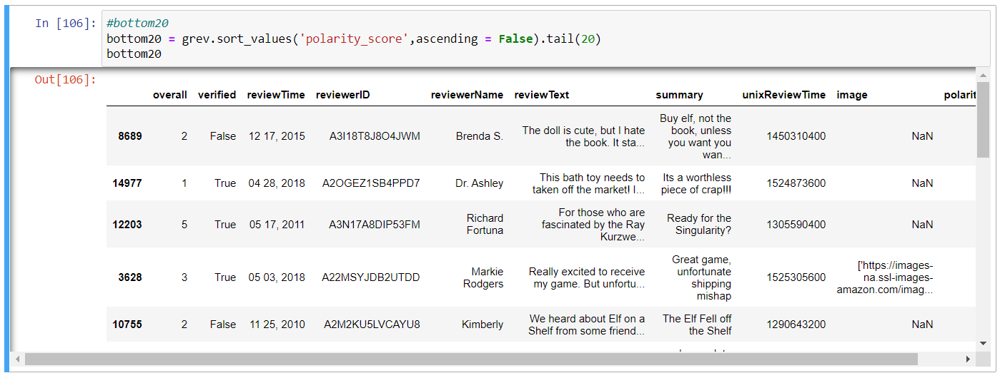 In [106]: #bottom20
bottom20 = grev.sort_values('polarity_score',ascending = False).tail(20)
bottom20
Out[106]:
overall verified reviewTime reviewerID reviewerName reviewText summary unixReviewTime image polarit
Buy elf, not the
8689 2 False 12 17, 2015 A3I18T8J8O4JWM Brenda S. The doll is cute, but I hate book, unless 1450310400 NaN
the book. It sta... you want you
wan...
14977 1 True 04 28, 2018 A2OGEZ1SB4PPD7 Dr. Ashley This bath toy needs to Its a worthless 1524873600 NaN
taken off the market! I... piece of crap!!!
For those who are
12203 5 True 05 17, 2011 A3N17A8DIP53FM Richard fascinated by the Ray Ready for the 1305590400 NaN
Fortuna Kurzwe... Singularity?
Great game,
3628 3 True 05 03, 2018 A22MSYJDB2UTDD Markie Really excited to receive unfortunate 1525305600 ['https://images-
Rodgers my game. But unfortu... shipping na.ssl-images-
mishap amazon.com/imag...
10755 2 False 11 25, 2010 A2M2KU5LVCAYU8 Kimberly We heard about Elf on a The Elf Fell off 1290643200 NaN
Shelf from some friend... the Shelf